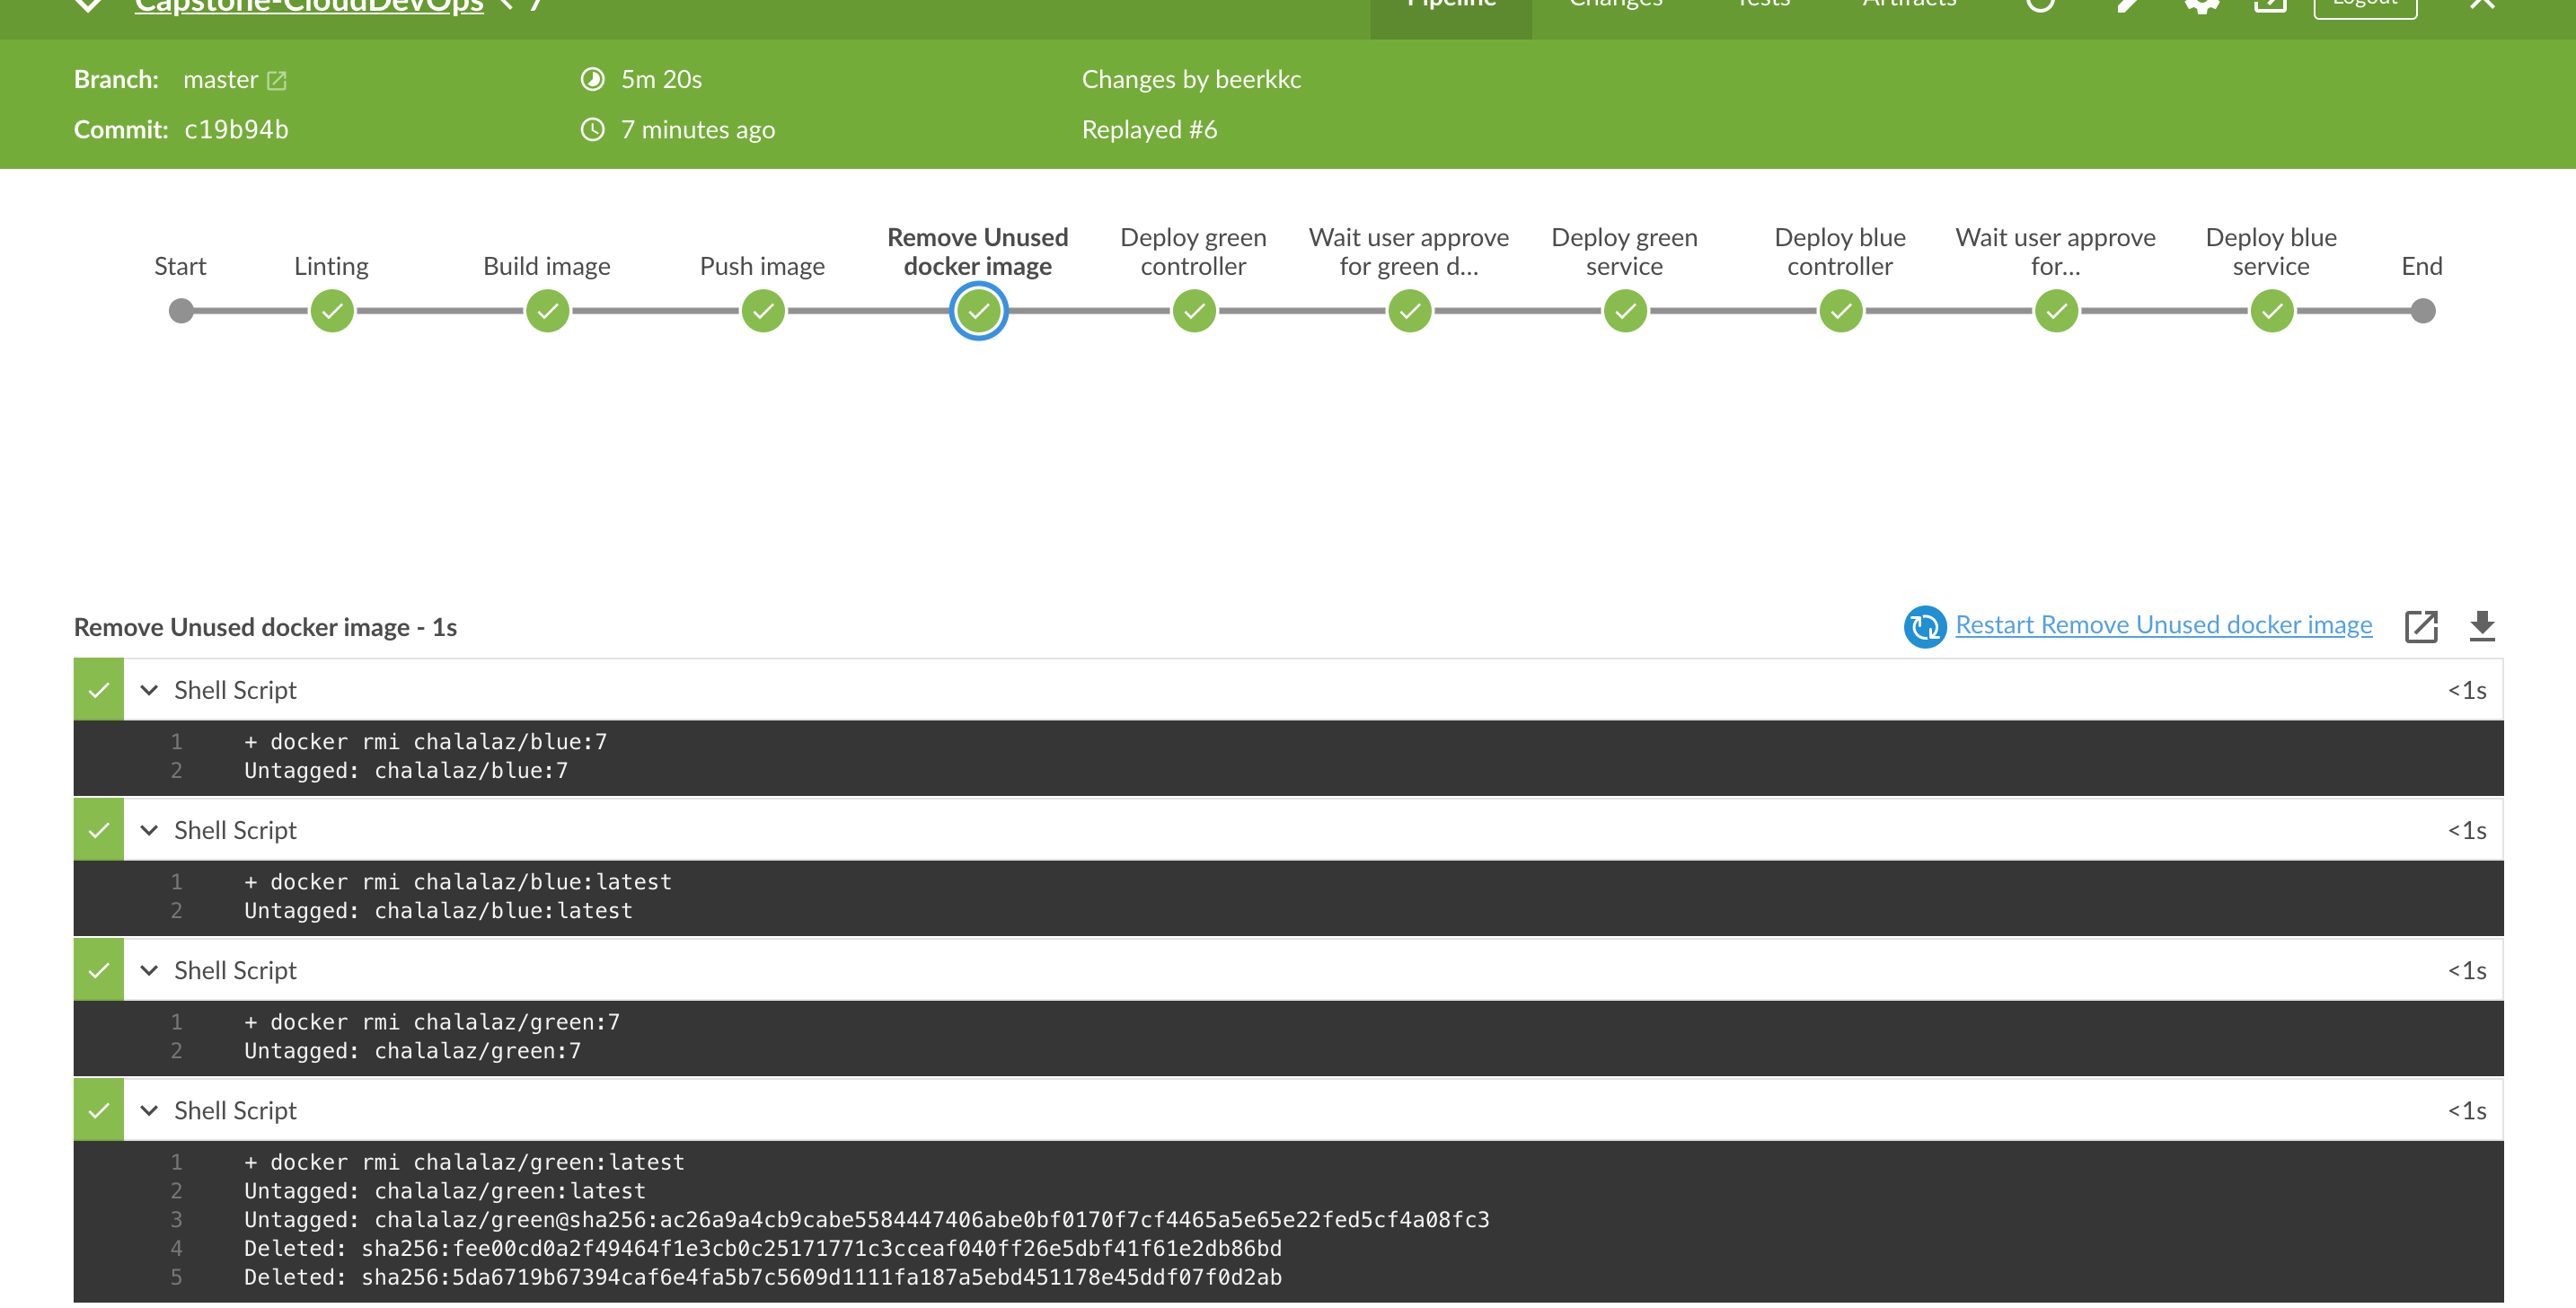 Capstone-CloudDevOps < 7
Pipeline Changes Tests Artifacts Logout
Branch: master
5m 20s
Changes by beerkkc
Commit: c19b94b
7 minutes ago
Replayed #6
Start
Linting
Build image
Push image
Remove Unused
docker image
Deploy green
controller
Wait user approve
for green d...
Deploy green
service
Deploy blue
controller
Wait user approve
for...
Deploy blue
service
End
Remove Unused docker image - 1s
Restart Remove Unused docker image
Shell Script <1s
1 + docker rmi chalalaz/blue:7
2 Untagged: chalalaz/blue:7
Shell Script <1s
1 + docker rmi chalalaz/blue:latest
2 Untagged: chalalaz/blue:latest
Shell Script <1s
1 + docker rmi chalalaz/green:7
2 Untagged: chalalaz/green:7
Shell Script <1s
1 + docker rmi chalalaz/green:latest
2 Untagged: chalalaz/green:latest
3 Untagged: chalalaz/green@sha256:ac26a9a4cb9cabe5584447406abe0bf0170f7cf4465a5e65e22fed5cf4a08fc3
4 Deleted: sha256:fee00cd0a2f49464f1e3cb0c25171771c3cceaf040ff26e5dbf41f61e2db86bd
5 Deleted: sha256:5da6719b67394caf6e4fa5b7c5609d1111fa187a5ebd451178e45ddf07f0d2ab